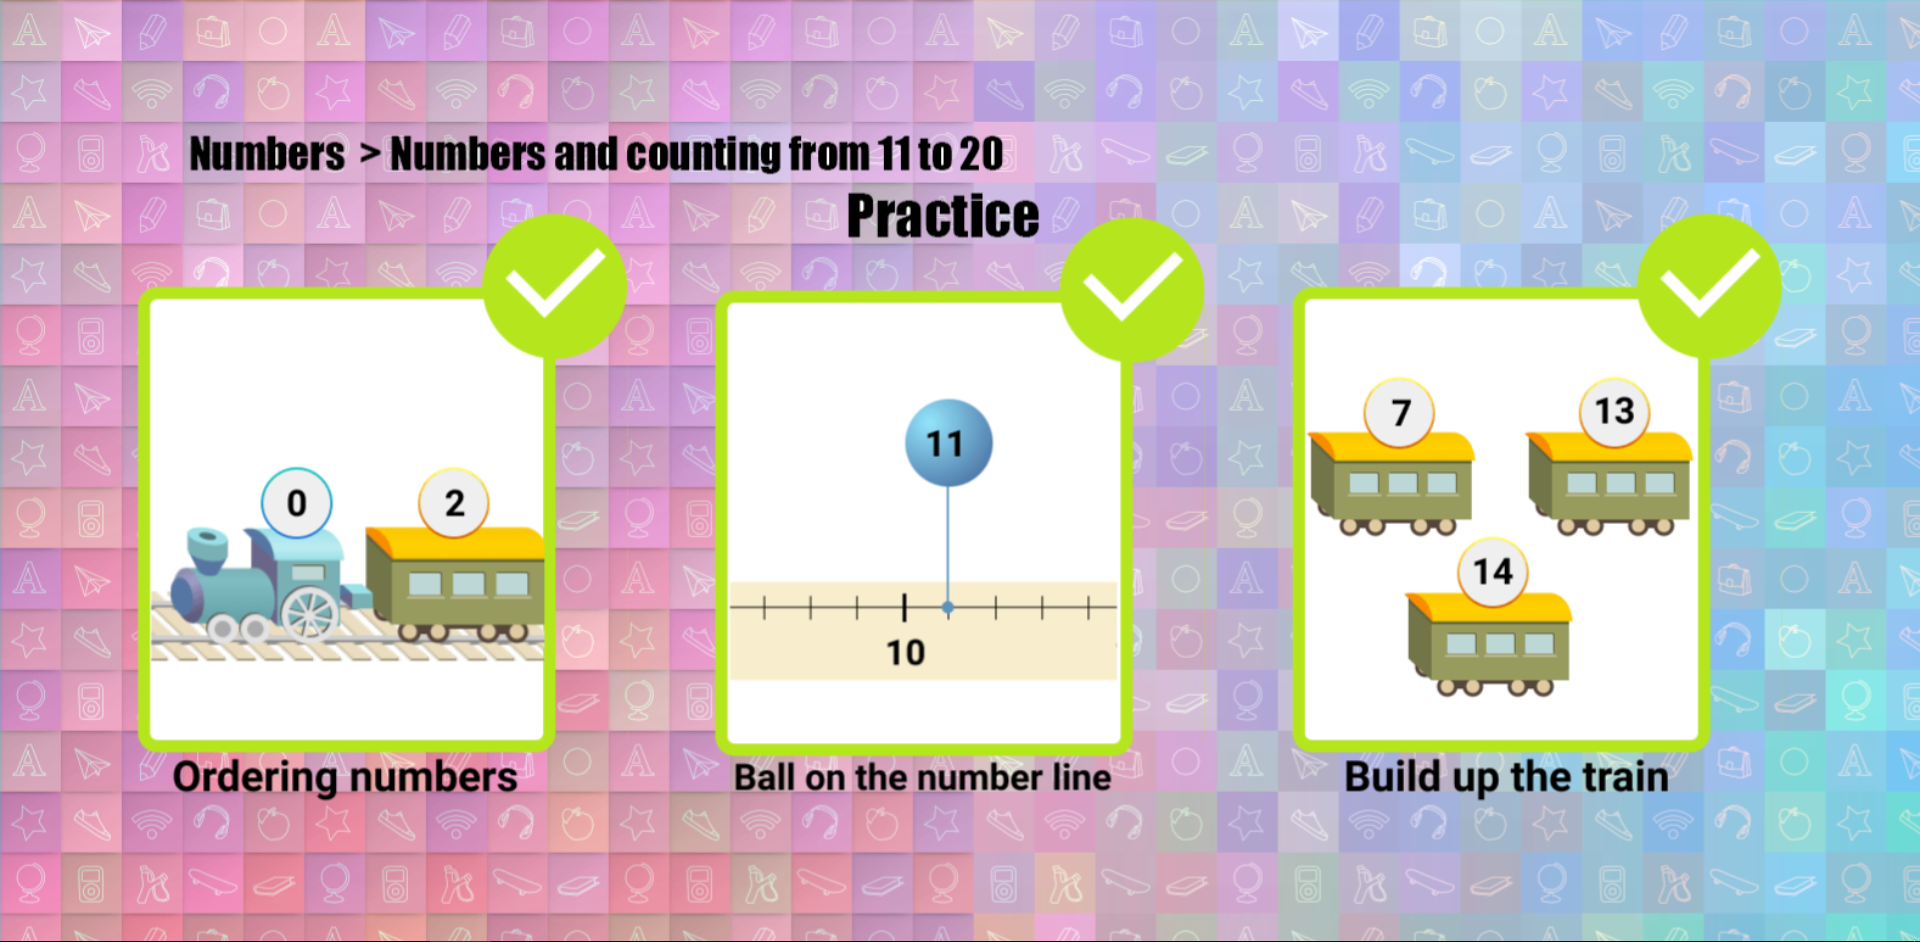 Numbers > Numbers and counting from 11 to 20
Practice
0
2
11
10
7
13
14
Ordering numbers
Ball on the number line
Build up the train